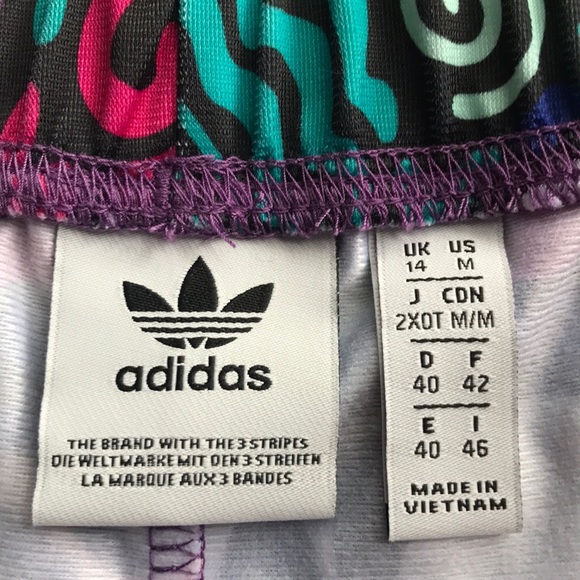 adidas
THE BRAND WITH THE 3 STRIPES
DIE WELTMARKE MIT DEN 3 STREIFEN
LA MARQUE AUX 3 BANDES
UK US
14 M
J CDN
2XOT M/M
D F
40 42
E I
40 46
MADE IN
VIETNAM